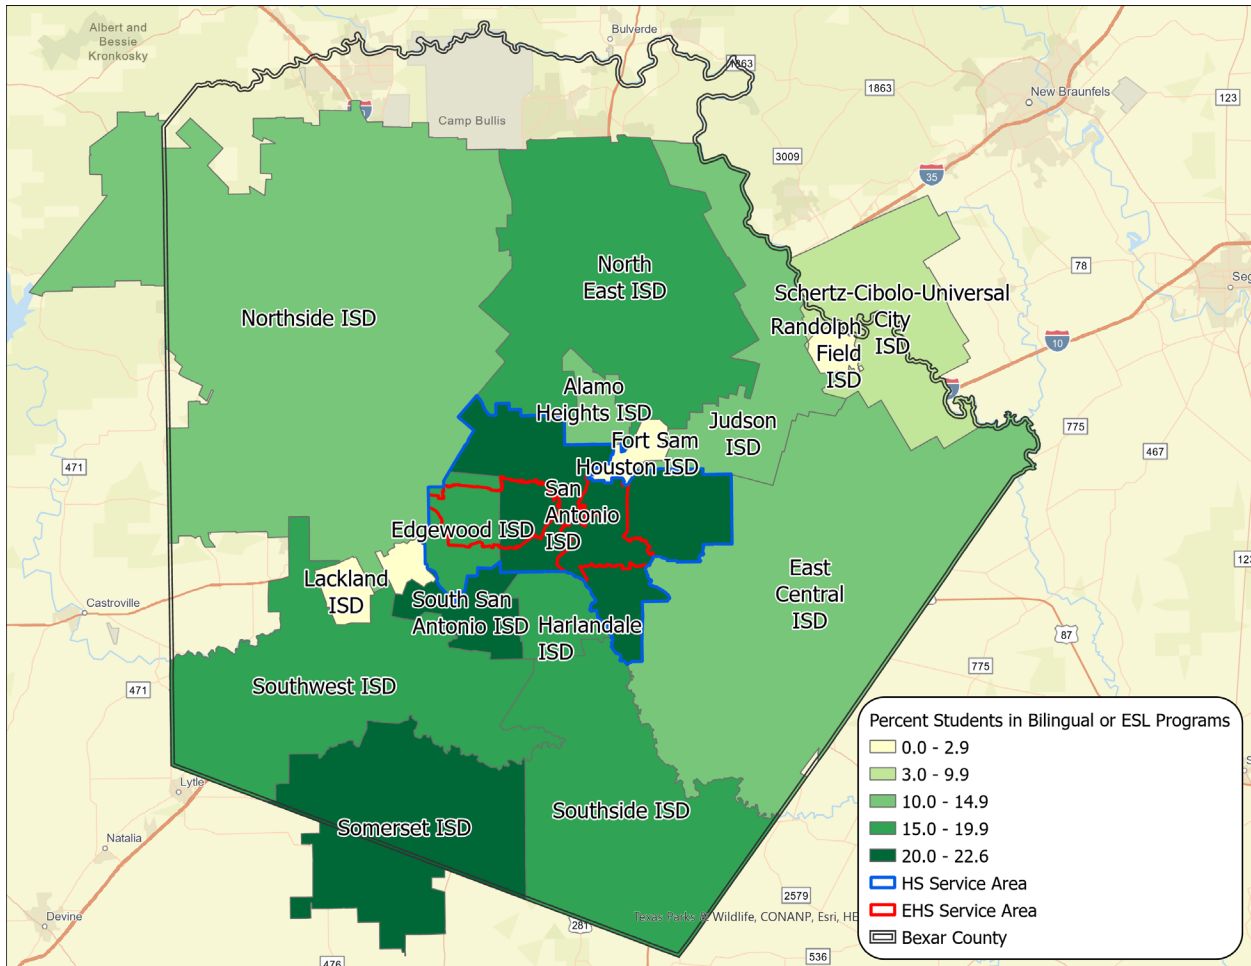 Albert and
Bessie
Kronkosky
Bulverde
1863
1863
New Braunfels
123
Camp Bullis
3009
35
78
Seg
North
East ISD
Schertz-Cibolo-Universal
City
ISD
Northside ISD
Randolph
Field
ISD
10
Alamo
Heights ISD
Judson
ISD
775
467
471
Fort Sam
Houston ISD
San
Antonio
ISD
Edgewood ISD
123
Lackland
ISD
East
Central
ISD
Castroville
South San
Antonio ISD
Harlandale
ISD
87
775
471
Southwest ISD
Lytle
Southside ISD
Somerset ISD
Natalia
Devine
2579
281
476
536
Texas Parks & Wildlife, CONANP, Esri, HE
Percent Students in Bilingual or ESL Programs
0.0 - 2.9
3.0 - 9.9
10.0 - 14.9
15.0 - 19.9
20.0 - 22.6
HS Service Area
EHS Service Area
Bexar County